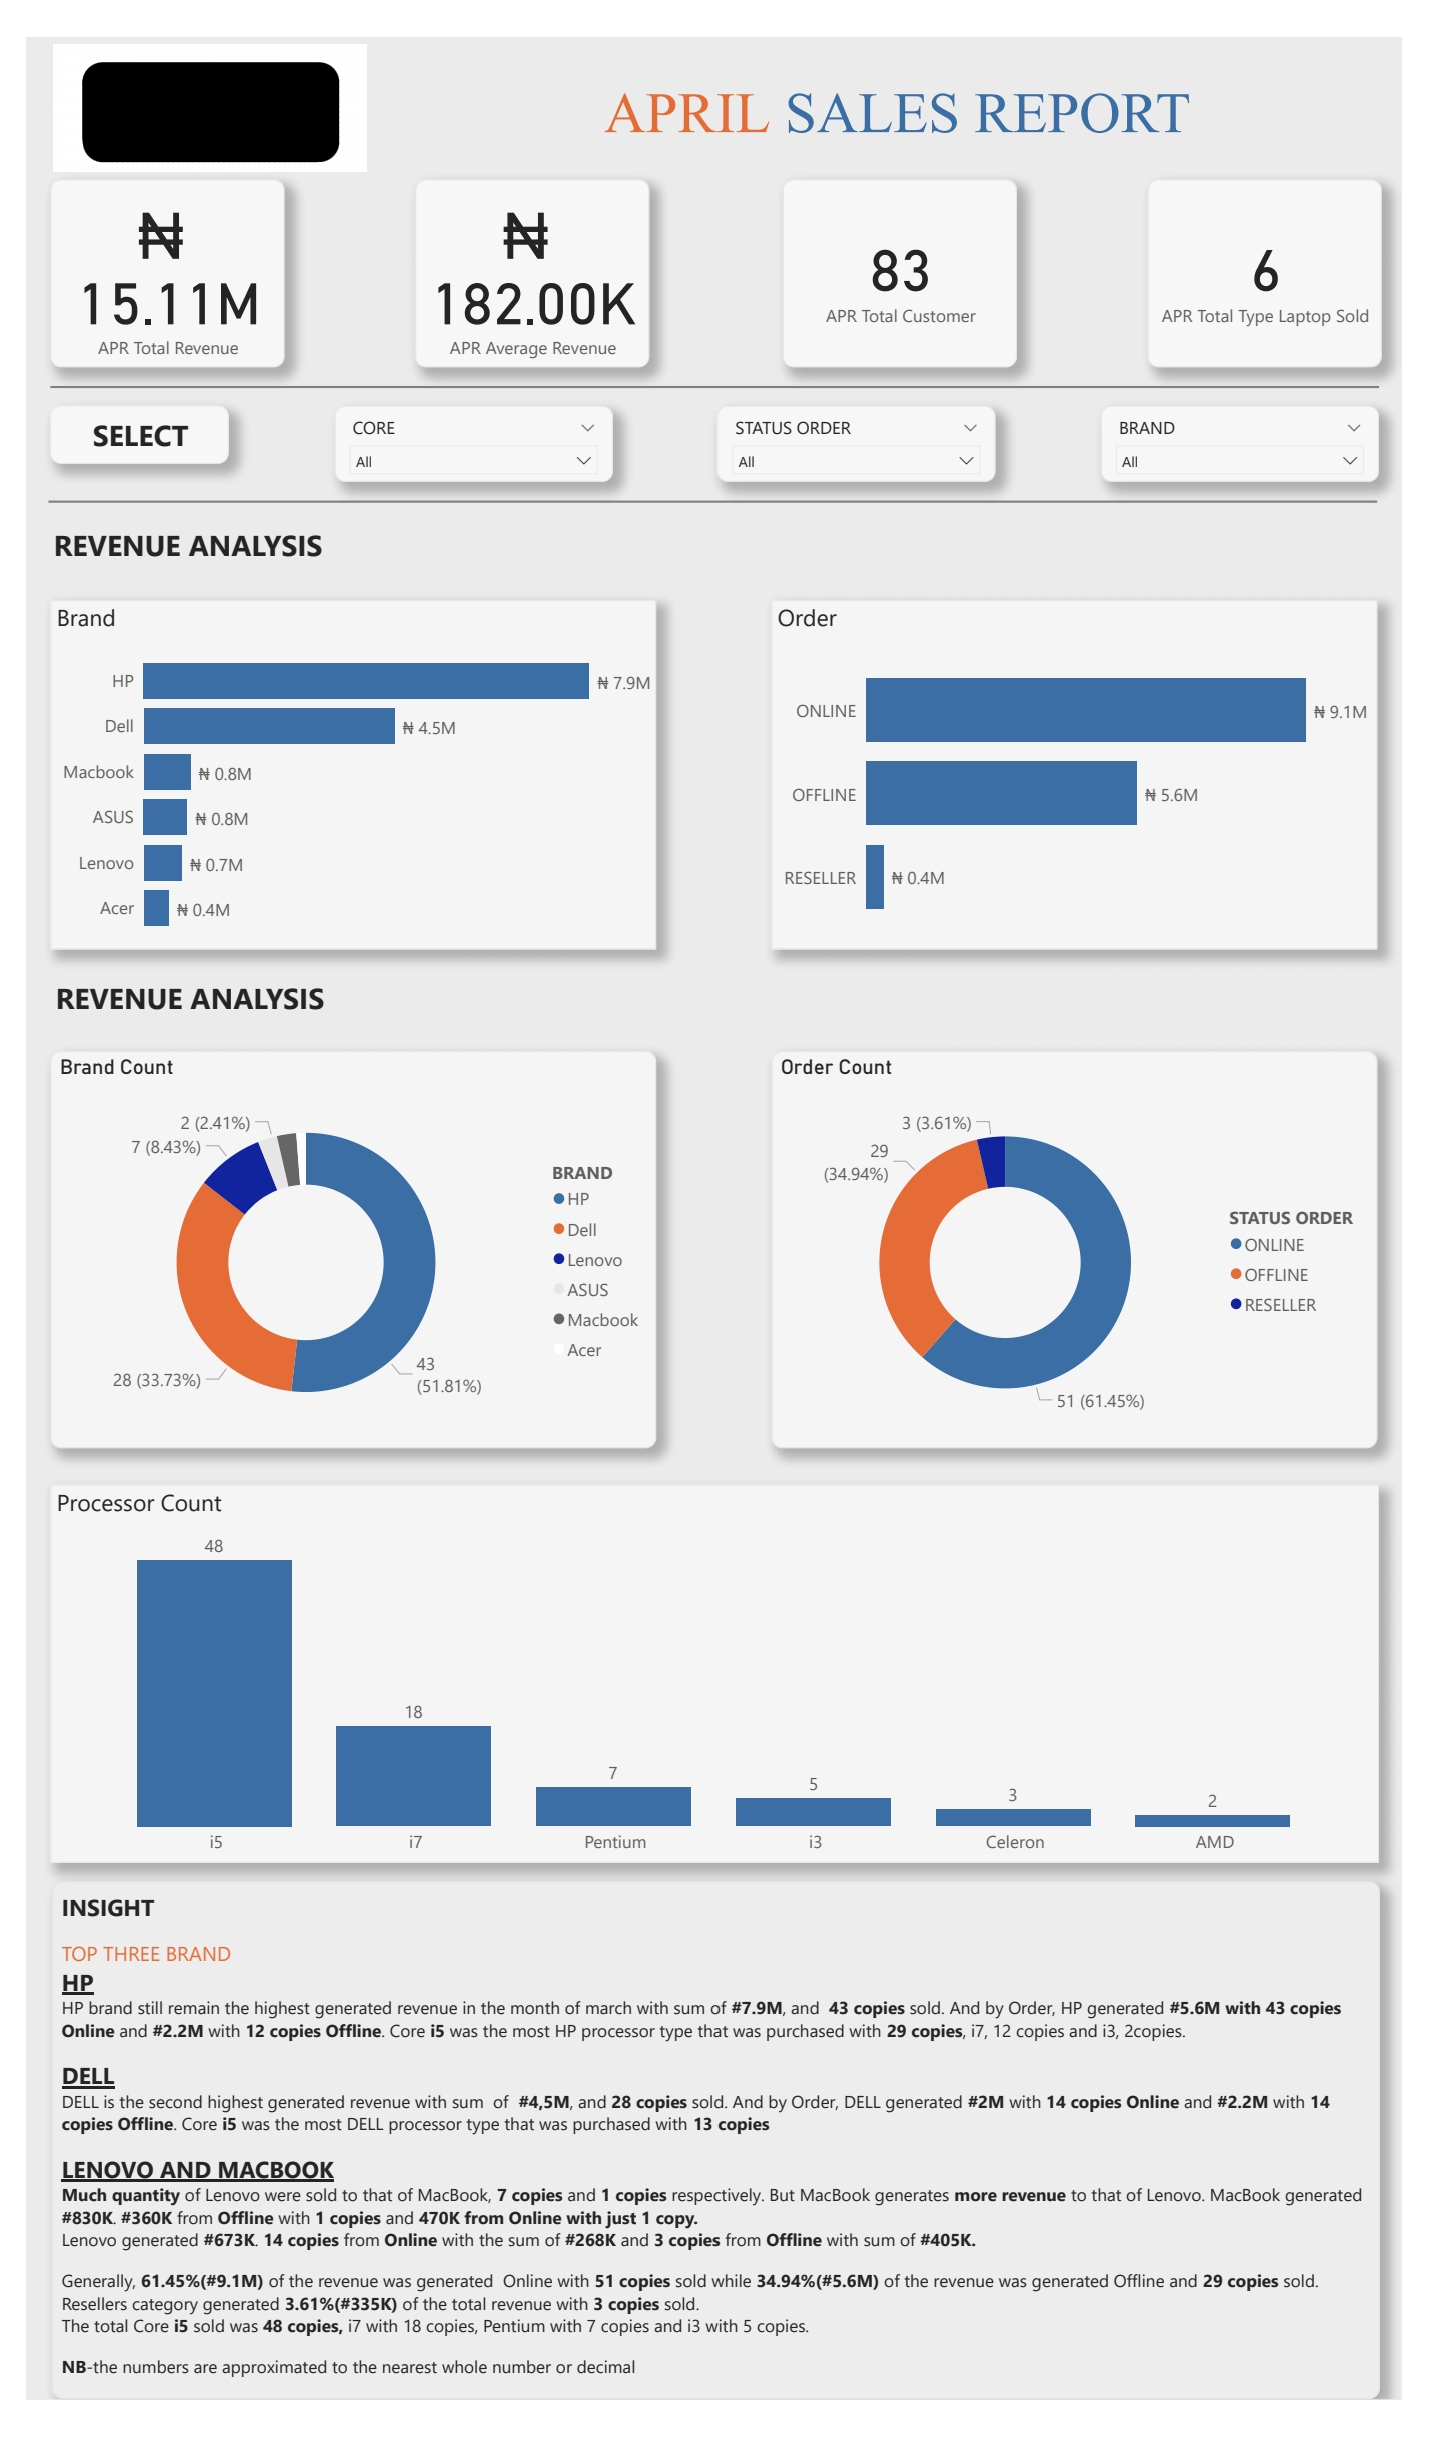 APRIL SALES REPORT
₦
15.11M
APR Total Revenue
₦
182.00K
APR Average Revenue
83
APR Total Customer
6
APR Total Type Laptop Sold
SELECT
CORE
All
STATUS ORDER
All
BRAND
All
REVENUE ANALYSIS
Brand
HP ₦ 7.9M
Dell ₦ 4.5M
Macbook ₦ 0.8M
ASUS ₦ 0.8M
Lenovo ₦ 0.7M
Acer ₦ 0.4M
Order
ONLINE ₦ 9.1M
OFFLINE ₦ 5.6M
RESELLER ₦ 0.4M
REVENUE ANALYSIS
Brand Count
2 (2.41%)
7 (8.43%)
28 (33.73%)
43
(51.81%)
BRAND
HP
Dell
Lenovo
ASUS
Macbook
Acer
Order Count
3 (3.61%)
29
(34.94%)
51 (61.45%)
STATUS ORDER
ONLINE
OFFLINE
RESELLER
Processor Count
48
18
7
5
3
2
i5 i7 Pentium i3 Celeron AMD
INSIGHT
TOP THREE BRAND
HP
HP brand still remain the highest generated revenue in the month of march with sum of #7.9M, and 43 copies sold. And by Order, HP generated #5.6M with 43 copies
Online and #2.2M with 12 copies Offline. Core i5 was the most HP processor type that was purchased with 29 copies, i7, 12 copies and i3, 2copies.
DELL
DELL is the second highest generated revenue with sum of #4,5M, and 28 copies sold. And by Order, DELL generated #2M with 14 copies Online and #2.2M with 14
copies Offline. Core i5 was the most DELL processor type that was purchased with 13 copies
LENOVO AND MACBOOK
Much quantity of Lenovo were sold to that of MacBook, 7 copies and 1 copies respectively. But MacBook generates more revenue to that of Lenovo. MacBook generated
#830K. #360K from Offline with 1 copies and 470K from Online with just 1 copy.
Lenovo generated #673K. 14 copies from Online with the sum of #268K and 3 copies from Offline with sum of #405K.
Generally, 61.45%(#9.1M) of the revenue was generated Online with 51 copies sold while 34.94%(#5.6M) of the revenue was generated Offline and 29 copies sold.
Resellers category generated 3.61%(#335K) of the total revenue with 3 copies sold.
The total Core i5 sold was 48 copies, i7 with 18 copies, Pentium with 7 copies and i3 with 5 copies.
NB-the numbers are approximated to the nearest whole number or decimal